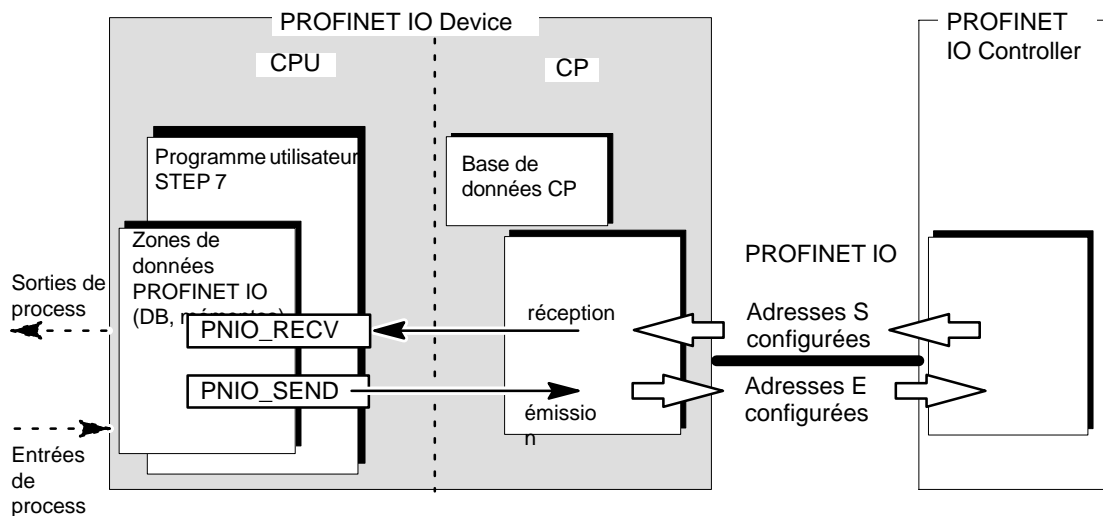 PROFINET IO Device
CPU
CP
PROFINET
IO Controller
Programme utilisateur
STEP 7
Base de
données CP
Zones de
données
PROFINET IO
(DB, mémentos)
PNIO_RECV
PNIO_SEND
Sorties de
process
Entrées
de
process
réception
émissio
n
PROFINET IO
Adresses S
configurées
Adresses E
configurées